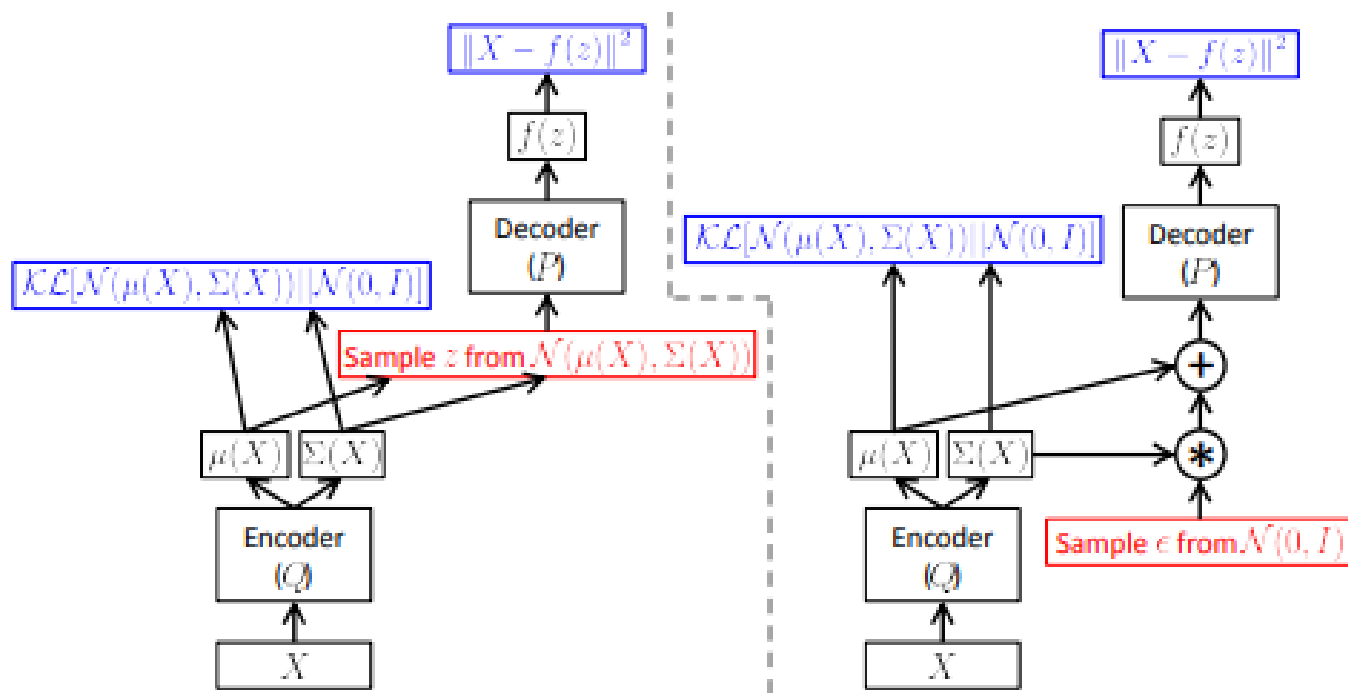 ‖X − f(z)‖²
f(z)
Decoder
(P)
𝒦ℒ[𝒩(μ(X), Σ(X))||𝒩(0, I)]
Sample z from 𝒩(μ(X), Σ(X))
μ(X)
Σ(X)
Encoder
(Q)
X
‖X − f(z)‖²
f(z)
Decoder
(P)
𝒦ℒ[𝒩(μ(X), Σ(X))||𝒩(0, I)]
+
μ(X)
Σ(X)
*
Encoder
(Q)
Sample ϵ from 𝒩(0, I)
X